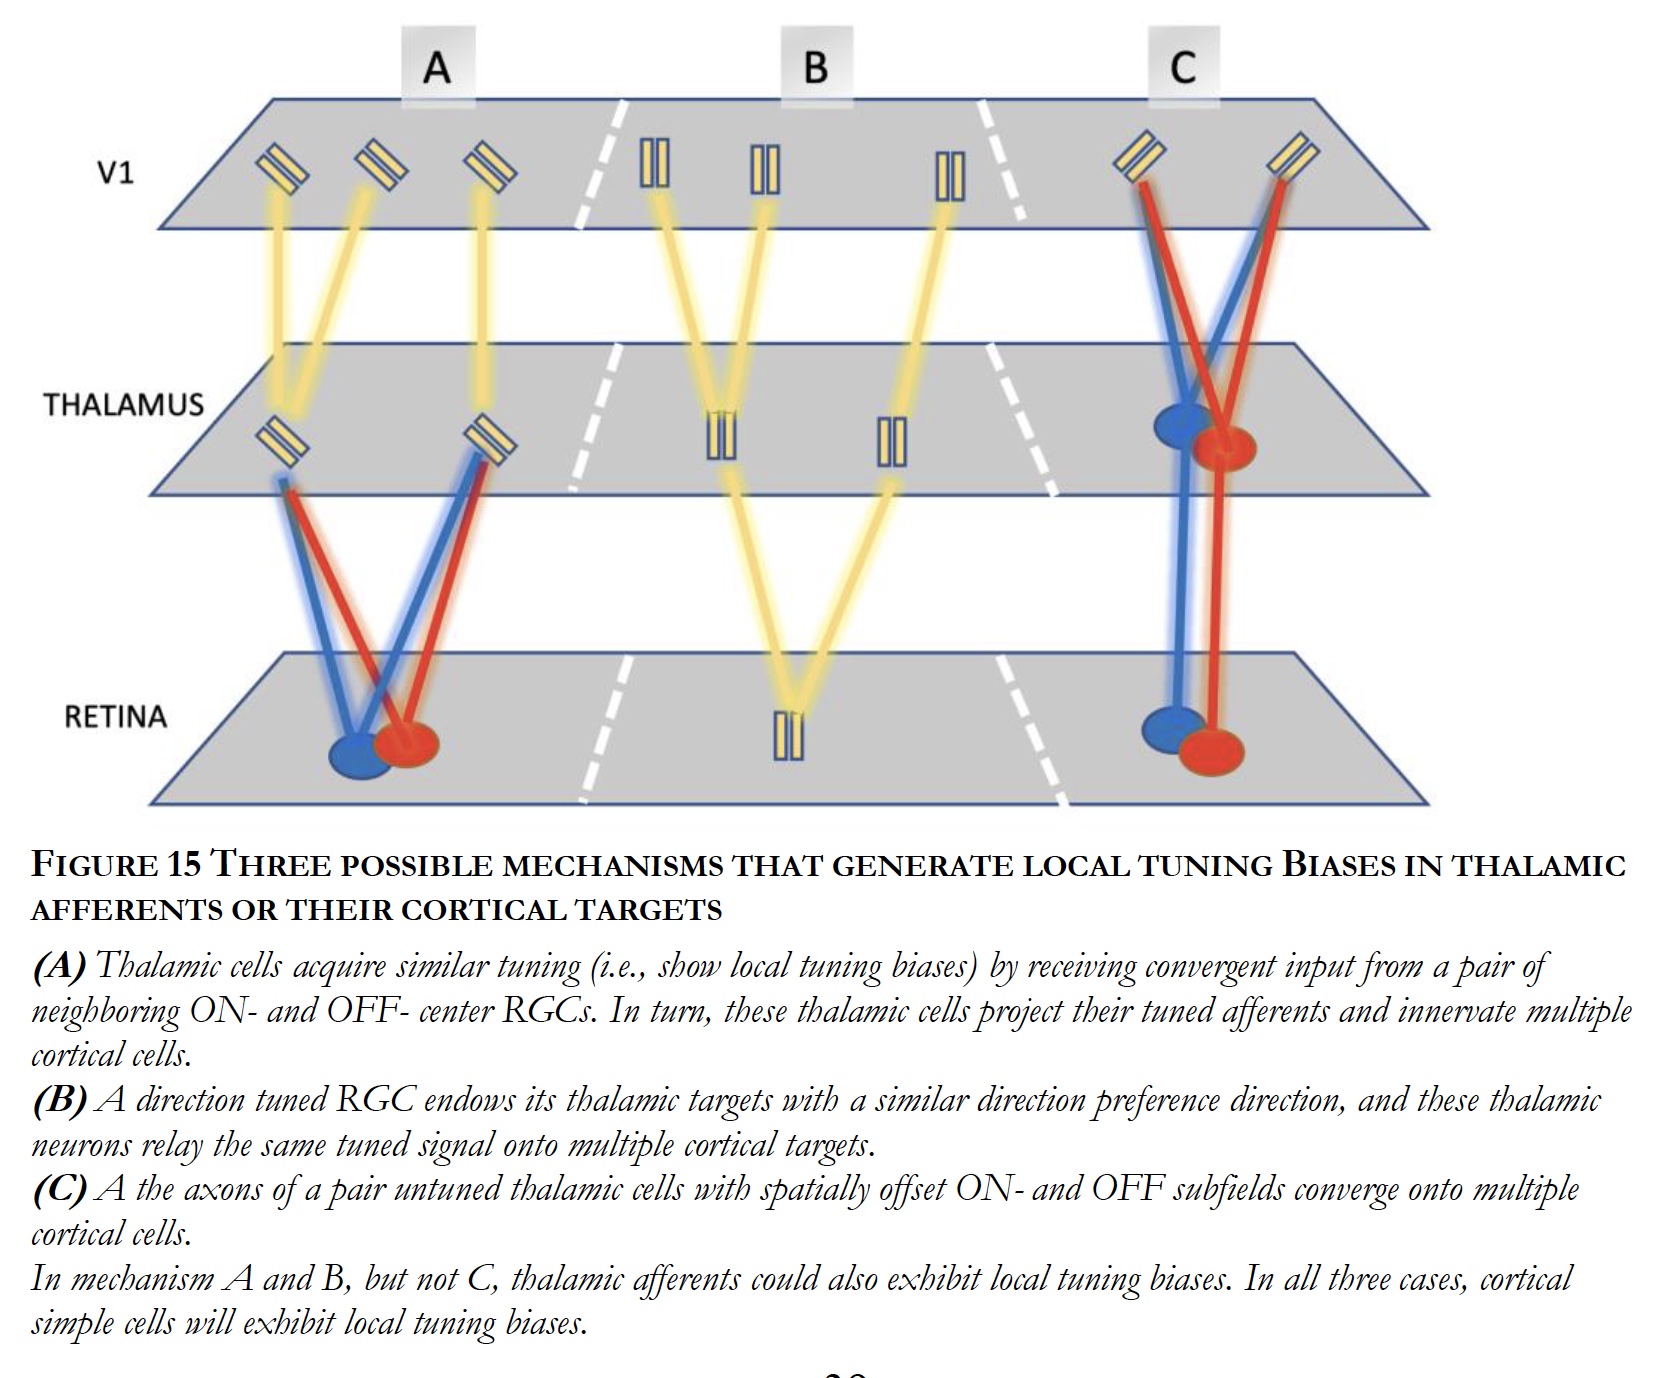 A
B
C
V1
THALAMUS
RETINA
FIGURE 15 THREE POSSIBLE MECHANISMS THAT GENERATE LOCAL TUNING BIASES IN THALAMIC
AFFERENTS OR THEIR CORTICAL TARGETS
(A) Thalamic cells acquire similar tuning (i.e., show local tuning biases) by receiving convergent input from a pair of
neighboring ON- and OFF- center RGCs. In turn, these thalamic cells project their tuned afferents and innervate multiple
cortical cells.
(B) A direction tuned RGC endows its thalamic targets with a similar direction preference direction, and these thalamic
neurons relay the same tuned signal onto multiple cortical targets.
(C) A the axons of a pair untuned thalamic cells with spatially offset ON- and OFF subfields converge onto multiple
cortical cells.
In mechanism A and B, but not C, thalamic afferents could also exhibit local tuning biases. In all three cases, cortical
simple cells will exhibit local tuning biases.